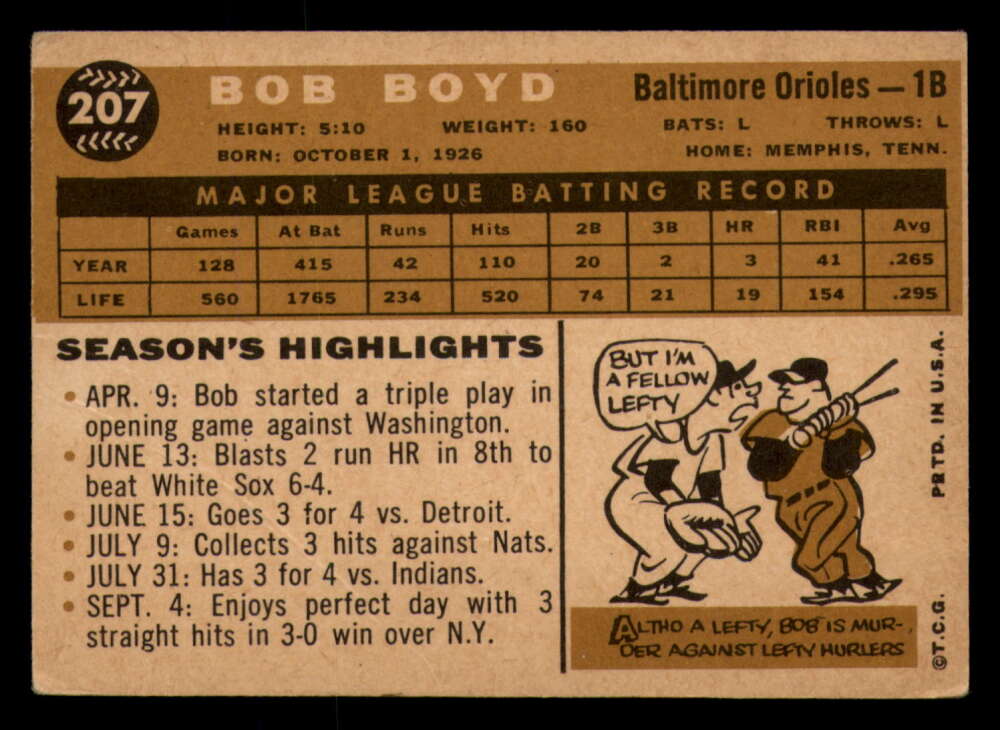 207
BOB BOYD
Baltimore Orioles — 1B
HEIGHT: 5:10 WEIGHT: 160 BATS: L THROWS: L
BORN: OCTOBER 1, 1926 HOME: MEMPHIS, TENN.
MAJOR LEAGUE BATTING RECORD
Games At Bat Runs Hits 2B 3B HR RBI Avg
YEAR 128 415 42 110 20 2 3 41 .265
LIFE 560 1765 234 520 74 21 19 154 .295
SEASON'S HIGHLIGHTS
• APR. 9: Bob started a triple play in
opening game against Washington.
• JUNE 13: Blasts 2 run HR in 8th to
beat White Sox 6-4.
• JUNE 15: Goes 3 for 4 vs. Detroit.
• JULY 9: Collects 3 hits against Nats.
• JULY 31: Has 3 for 4 vs. Indians.
• SEPT. 4: Enjoys perfect day with 3
straight hits in 3-0 win over N.Y.
BUT I'M
A FELLOW
LEFTY
ALTHO A LEFTY, BOB IS MUR-
DER AGAINST LEFTY HURLERS
©T.C.G. PRTD. IN U.S.A.